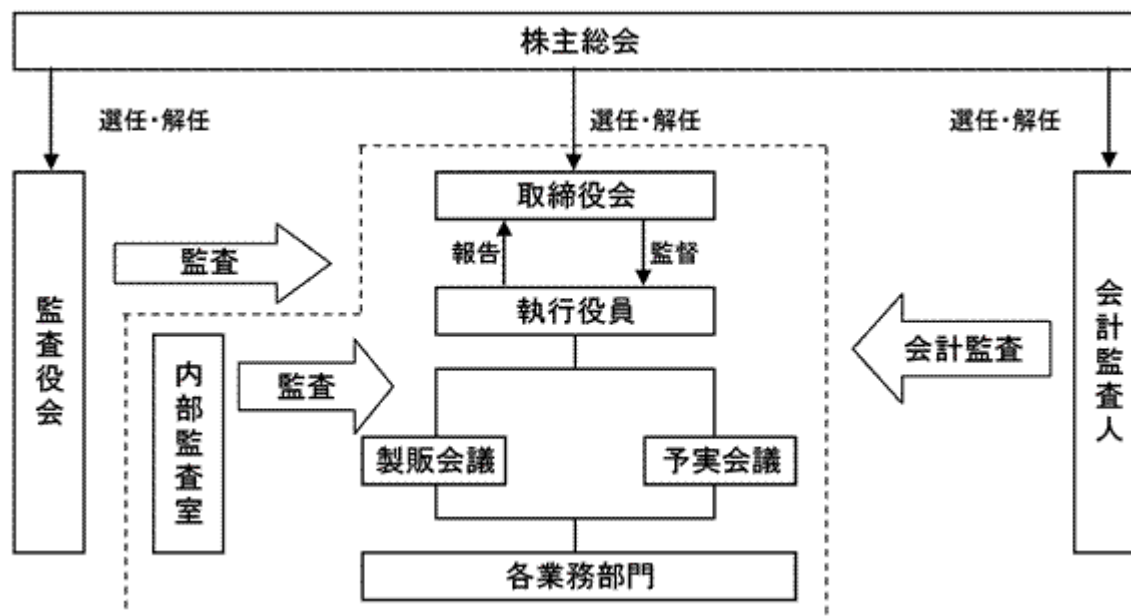 株主総会
選任・解任
選任・解任
選任・解任
取締役会
報告
監督
監査
執行役員
監査役会
内部監査室
監査
会計監査
会計監査人
製販会議
予実会議
各業務部門